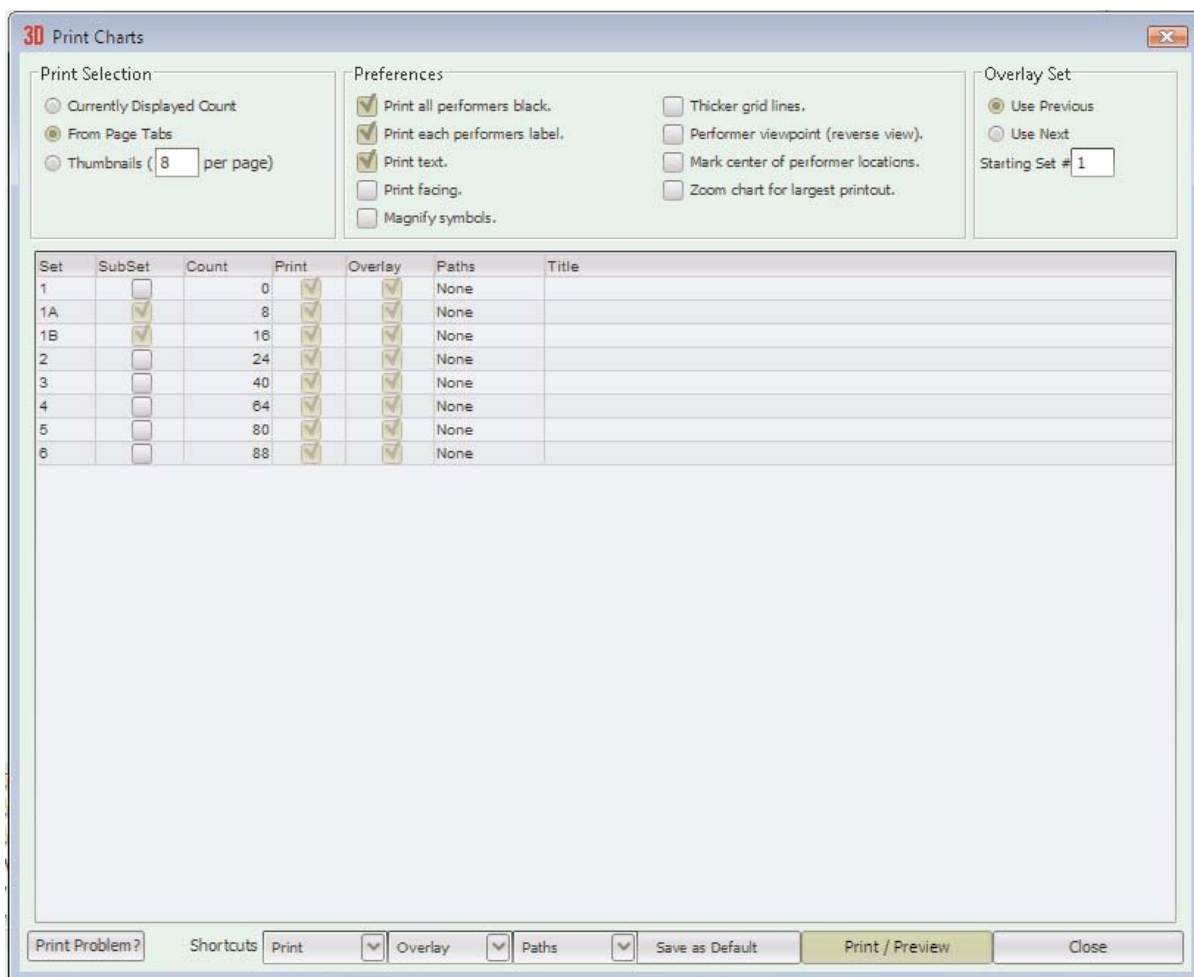 3D Print Charts
Print Selection
Currently Displayed Count
From Page Tabs
Thumbnails ( 8 per page)
Preferences
Print all performers black.
Print each performers label.
Print text.
Print facing.
Magnify symbols.
Thicker grid lines.
Performer viewpoint (reverse view).
Mark center of performer locations.
Zoom chart for largest printout.
Overlay Set
Use Previous
Use Next
Starting Set # 1
Set SubSet Count Print Overlay Paths Title
1 0 None
1A 8 None
1B 16 None
2 24 None
3 40 None
4 64 None
5 80 None
6 88 None
Print Problem? Shortcuts Print Overlay Paths Save as Default Print / Preview Close